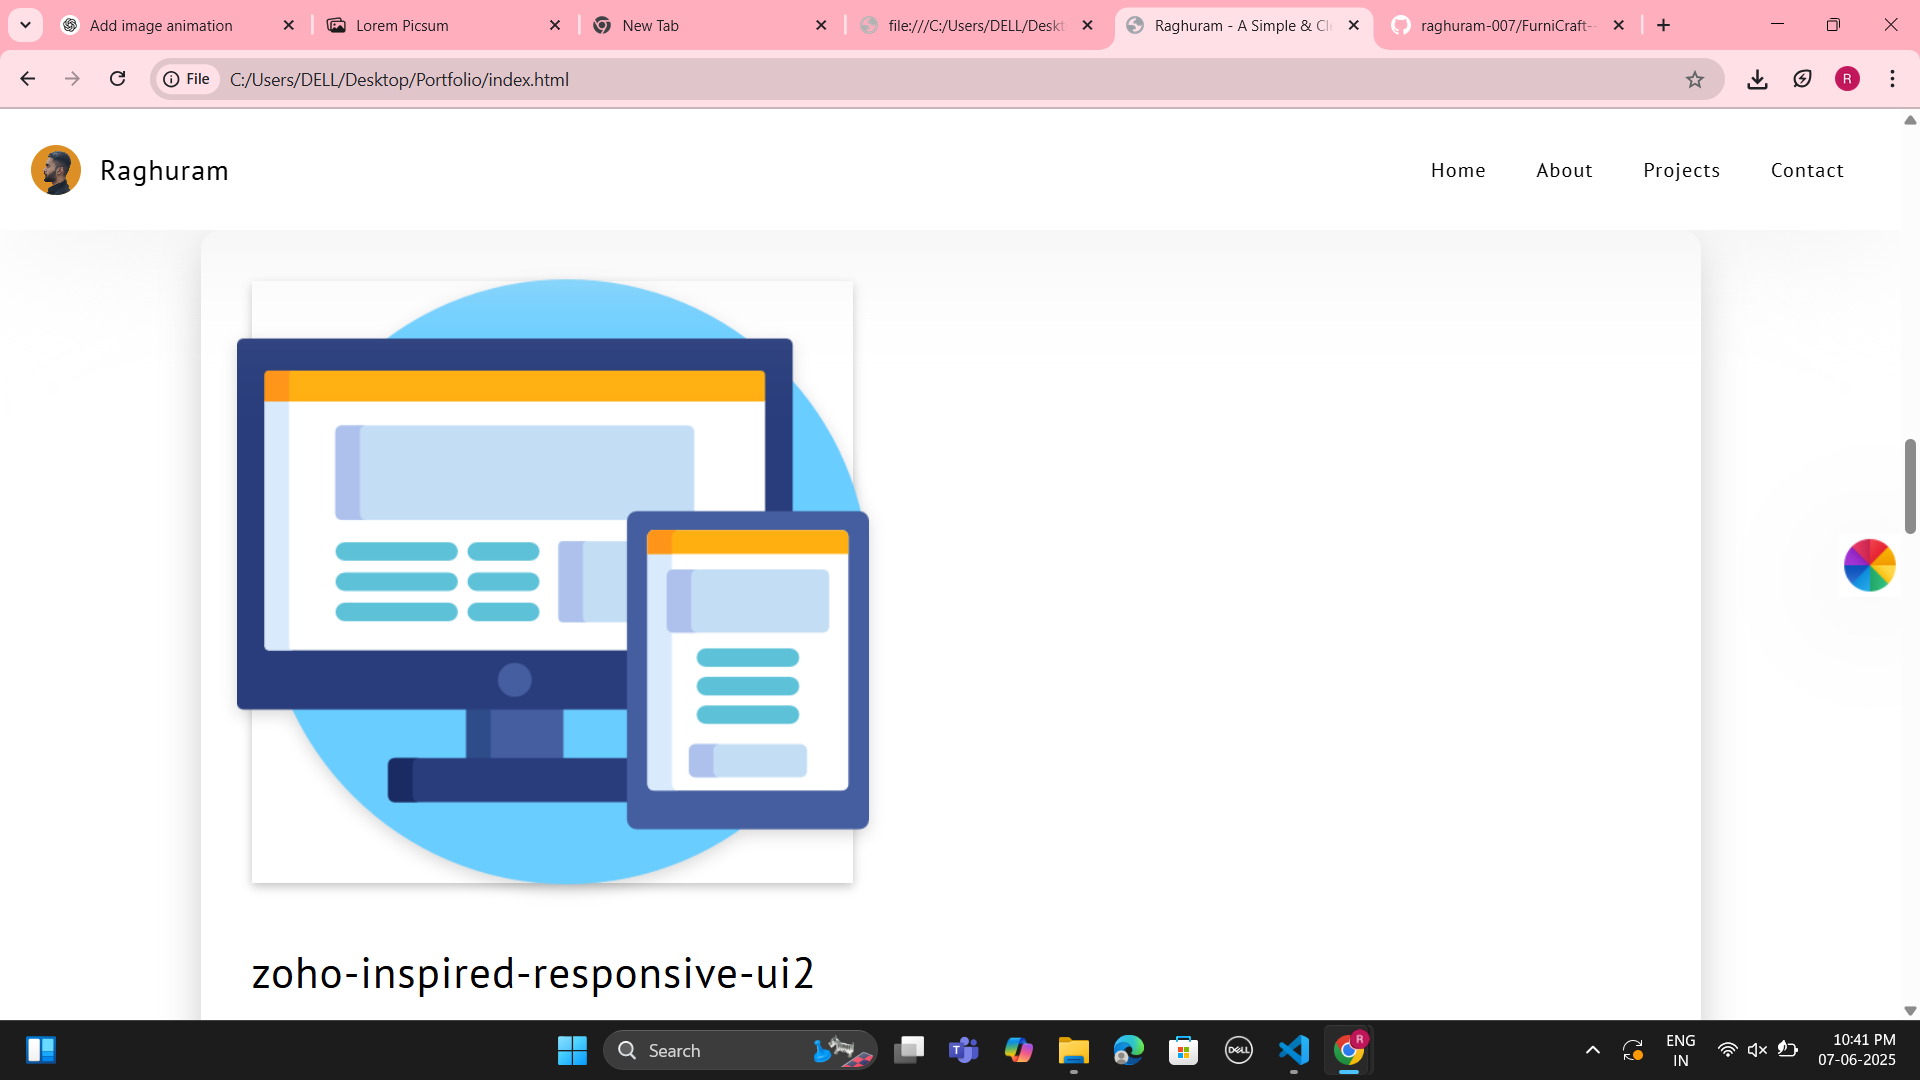 Add image animation
Lorem Picsum
New Tab
file:///C:/Users/DELL/Deskt
Raghuram - A Simple & Cl
raghuram-007/FurniCraft-
File
C:/Users/DELL/Desktop/Portfolio/index.html
R
Raghuram
Home
About
Projects
Contact
zoho-inspired-responsive-ui2
Search
T
DELL
R
ENG
IN
10:41 PM
07-06-2025